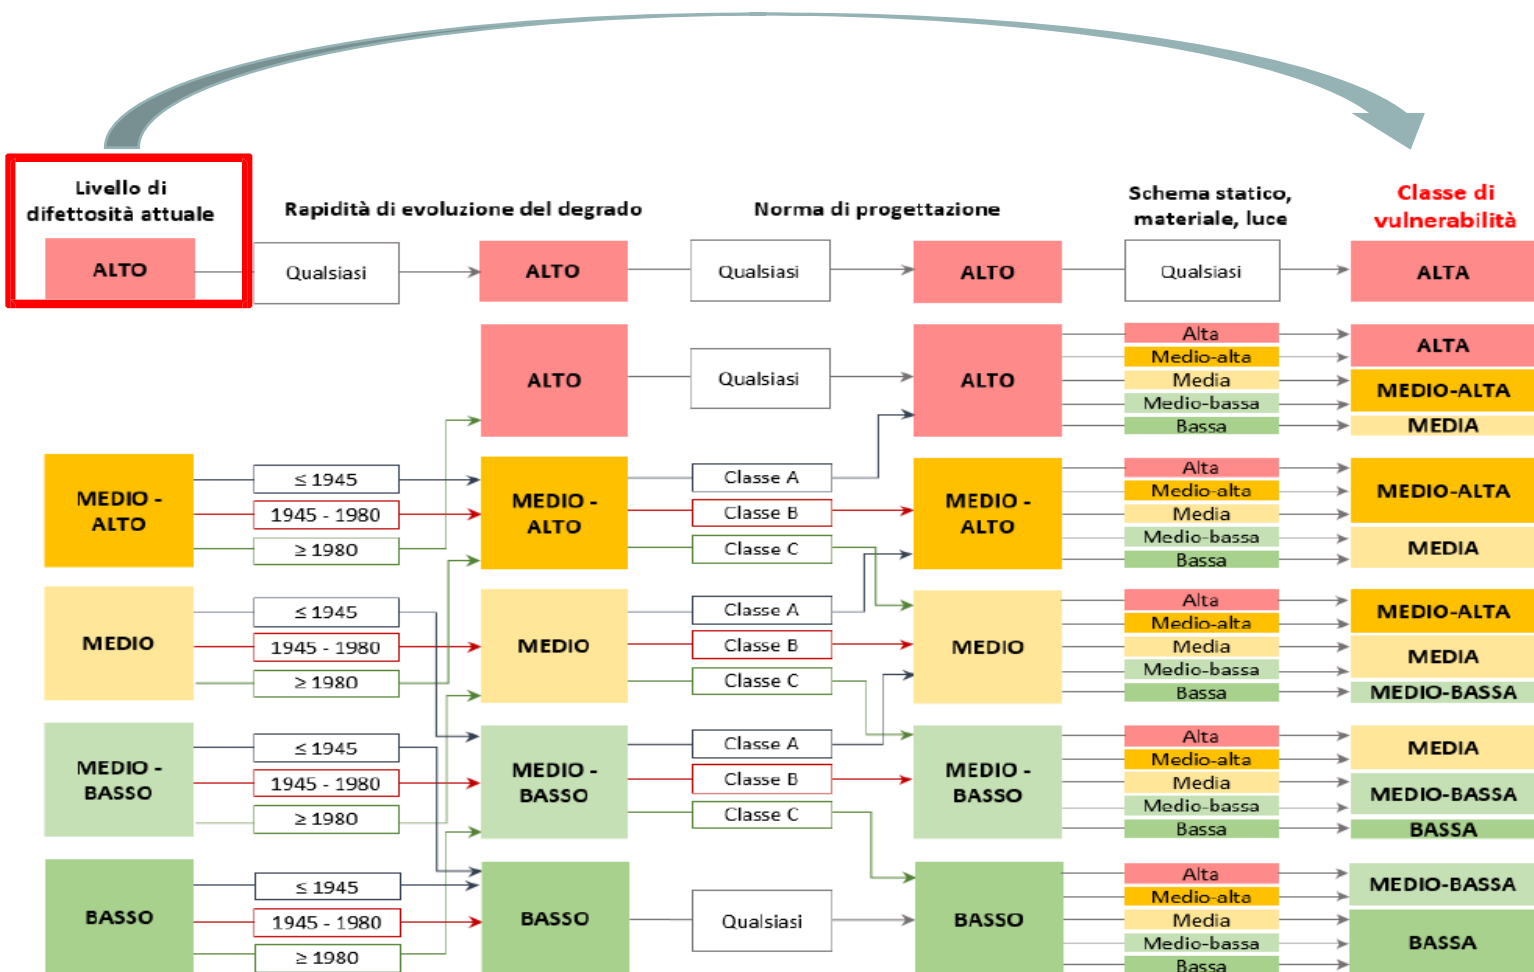 Livello di
difettosità attuale
Rapidità di evoluzione del degrado
Norma di progettazione
Schema statico,
materiale, luce
Classe di
vulnerabilità
ALTO
Qualsiasi
ALTO
Qualsiasi
ALTO
Qualsiasi
ALTA
ALTO
Qualsiasi
ALTO
Alta
Medio-alta
Media
Medio-bassa
Bassa
ALTA
MEDIO-ALTA
MEDIA
MEDIO -
ALTO
≤ 1945
1945 - 1980
≥ 1980
MEDIO -
ALTO
Classe A
Classe B
Classe C
MEDIO -
ALTO
Alta
Medio-alta
Media
Medio-bassa
Bassa
MEDIO-ALTA
MEDIA
MEDIO
≤ 1945
1945 - 1980
≥ 1980
MEDIO
Classe A
Classe B
Classe C
MEDIO
Alta
Medio-alta
Media
Medio-bassa
Bassa
MEDIO-ALTA
MEDIA
MEDIO-BASSA
MEDIO -
BASSO
≤ 1945
1945 - 1980
≥ 1980
MEDIO -
BASSO
Classe A
Classe B
Classe C
MEDIO -
BASSO
Alta
Medio-alta
Media
Medio-bassa
Bassa
MEDIA
MEDIO-BASSA
BASSA
BASSO
≤ 1945
1945 - 1980
≥ 1980
BASSO
Qualsiasi
BASSO
Alta
Medio-alta
Media
Medio-bassa
Bassa
MEDIO-BASSA
BASSA